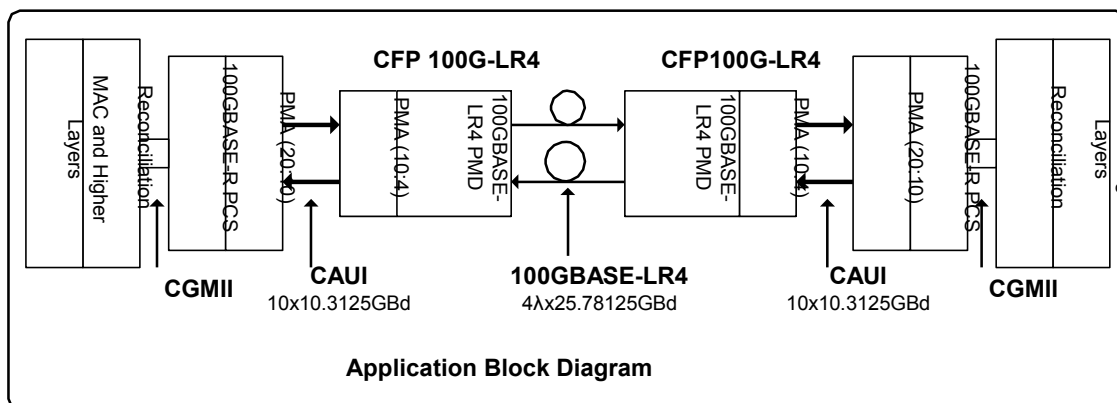 CFP 100G-LR4
CFP100G-LR4
MAC and Higher
Layers
Reconciliation
100GBASE-R PCS
PMA (20:10)
PMA (10:4)
100GBASE-
LR4 PMD
100GBASE-
LR4 PMD
PMA (10:4)
PMA (20:10)
100GBASE-R PCS
Reconciliation
Layers
CGMII
CAUI
10x10.3125GBd
100GBASE-LR4
4λx25.78125GBd
CAUI
10x10.3125GBd
CGMII
Application Block Diagram